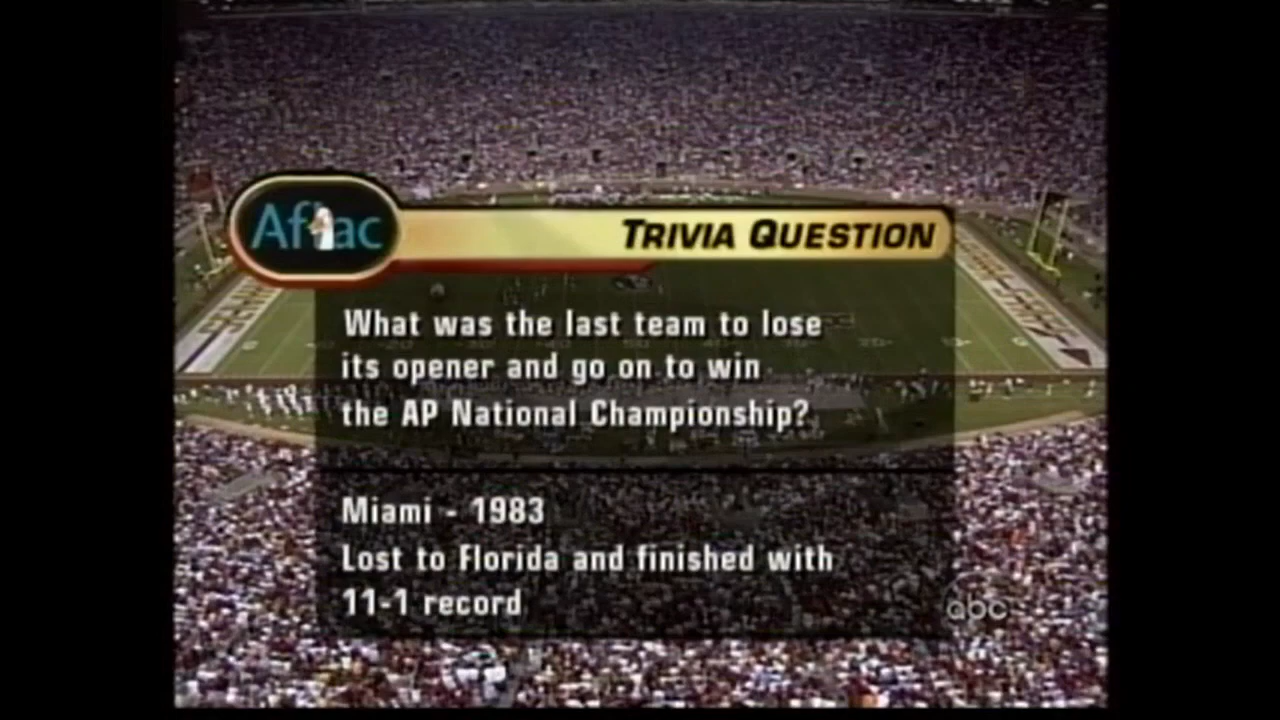 Aflac
TRIVIA QUESTION
What was the last team to lose
its opener and go on to win
the AP National Championship?
Miami - 1983
Lost to Florida and finished with
11-1 record
abc